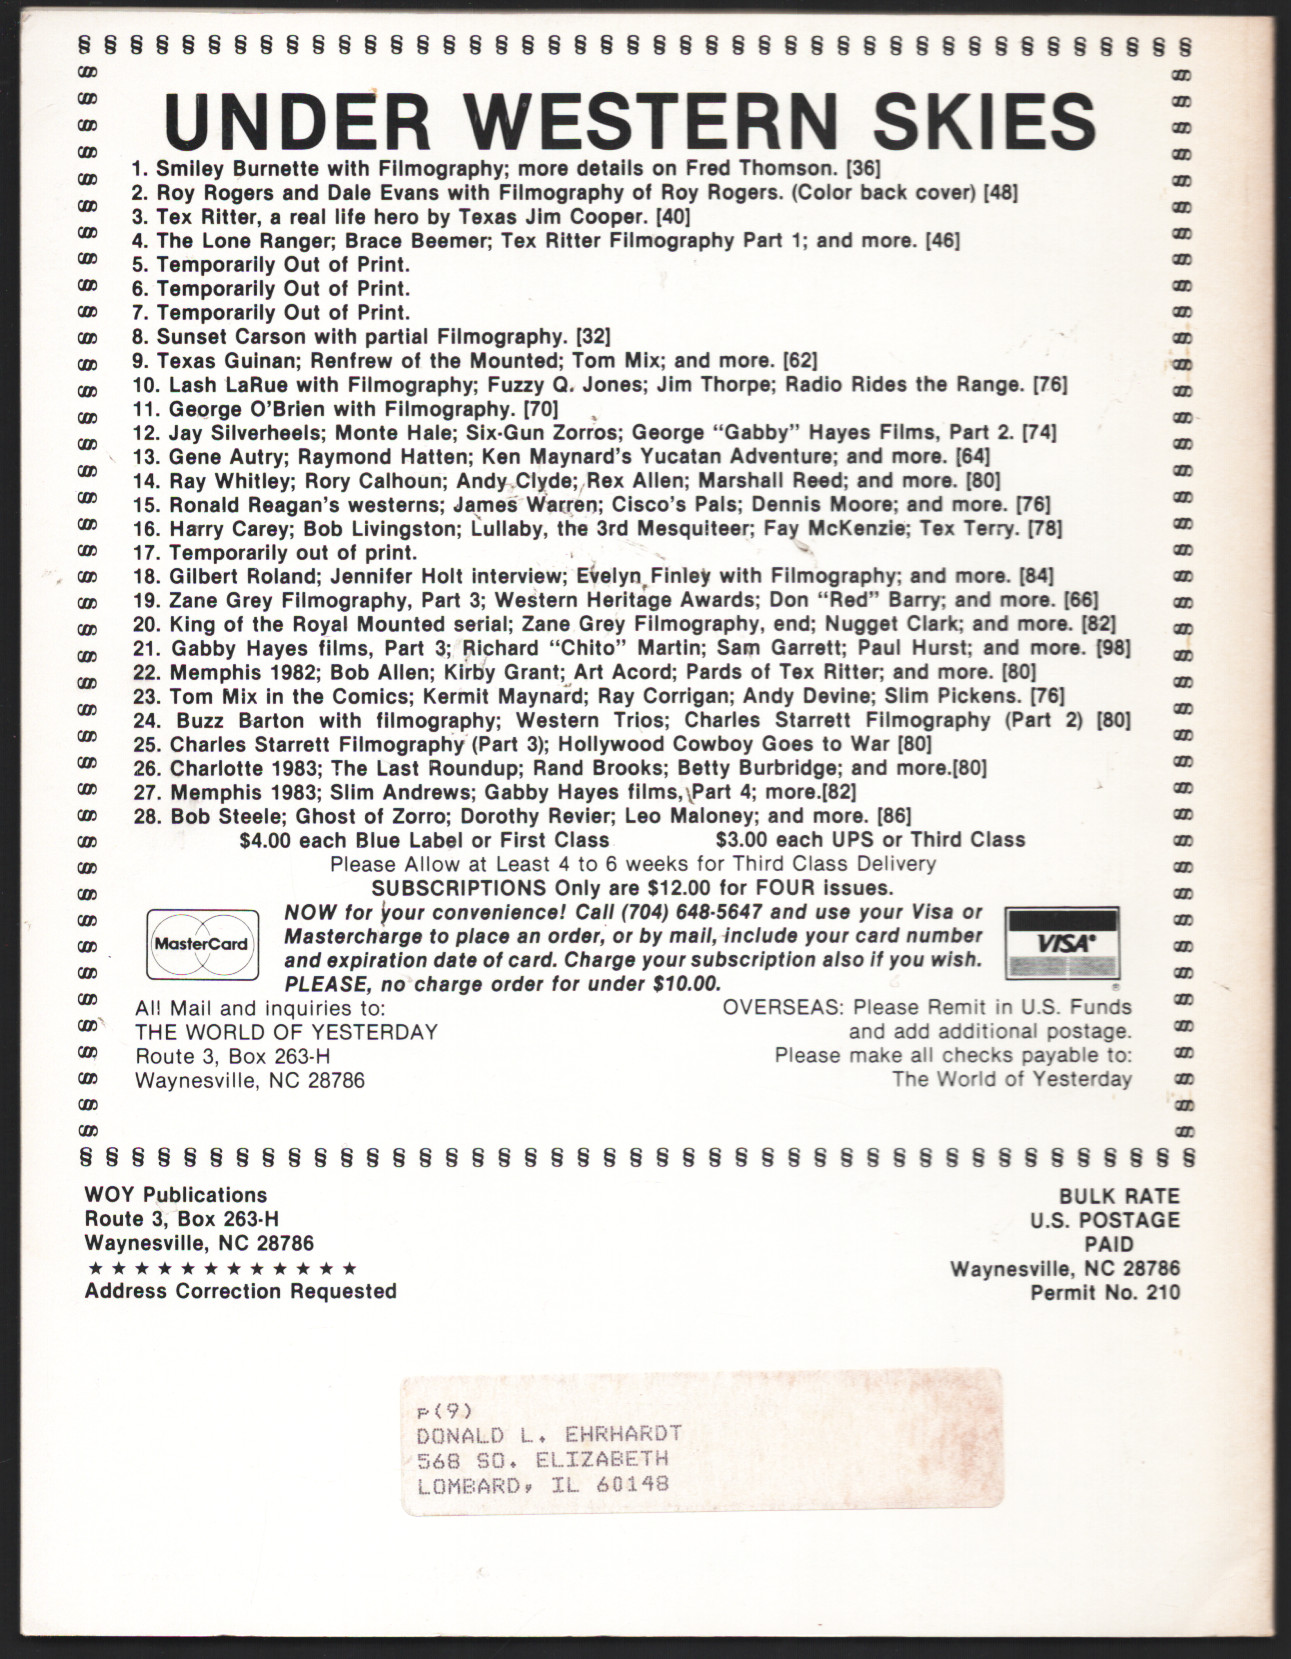 UNDER WESTERN SKIES
1. Smiley Burnette with Filmography; more details on Fred Thomson. [36]
2. Roy Rogers and Dale Evans with Filmography of Roy Rogers. (Color back cover) [48]
3. Tex Ritter, a real life hero by Texas Jim Cooper. [40]
4. The Lone Ranger; Brace Beemer; Tex Ritter Filmography Part 1; and more. [46]
5. Temporarily Out of Print.
6. Temporarily Out of Print.
7. Temporarily Out of Print.
8. Sunset Carson with partial Filmography. [32]
9. Texas Guinan; Renfrew of the Mounted; Tom Mix; and more. [62]
10. Lash LaRue with Filmography; Fuzzy Q. Jones; Jim Thorpe; Radio Rides the Range. [76]
11. George O'Brien with Filmography. [70]
12. Jay Silverheels; Monte Hale; Six-Gun Zorros; George "Gabby" Hayes Films, Part 2. [74]
13. Gene Autry; Raymond Hatten; Ken Maynard's Yucatan Adventure; and more. [64]
14. Ray Whitley; Rory Calhoun; Andy Clyde; Rex Allen; Marshall Reed; and more. [80]
15. Ronald Reagan's westerns; James Warren; Cisco's Pals; Dennis Moore; and more. [76]
16. Harry Carey; Bob Livingston; Lullaby, the 3rd Mesquiteer; Fay McKenzie; Tex Terry. [78]
17. Temporarily out of print.
18. Gilbert Roland; Jennifer Holt interview; Evelyn Finley with Filmography; and more. [84]
19. Zane Grey Filmography, Part 3; Western Heritage Awards; Don "Red" Barry; and more. [66]
20. King of the Royal Mounted serial; Zane Grey Filmography, end; Nugget Clark; and more. [82]
21. Gabby Hayes films, Part 3; Richard "Chito" Martin; Sam Garrett; Paul Hurst; and more. [98]
22. Memphis 1982; Bob Allen; Kirby Grant; Art Acord; Pards of Tex Ritter; and more. [80]
23. Tom Mix in the Comics; Kermit Maynard; Ray Corrigan; Andy Devine; Slim Pickens. [76]
24. Buzz Barton with filmography; Western Trios; Charles Starrett Filmography (Part 2) [80]
25. Charles Starrett Filmography (Part 3); Hollywood Cowboy Goes to War [80]
26. Charlotte 1983; The Last Roundup; Rand Brooks; Betty Burbridge; and more.[80]
27. Memphis 1983; Slim Andrews; Gabby Hayes films, Part 4; more.[82]
28. Bob Steele; Ghost of Zorro; Dorothy Revier; Leo Maloney; and more. [86]
$4.00 each Blue Label or First Class $3.00 each UPS or Third Class
Please Allow at Least 4 to 6 weeks for Third Class Delivery
SUBSCRIPTIONS Only are $12.00 for FOUR issues.
MasterCard
NOW for your convenience! Call (704) 648-5647 and use your Visa or
Mastercharge to place an order, or by mail, include your card number
and expiration date of card. Charge your subscription also if you wish.
PLEASE, no charge order for under $10.00.
VISA®
®
All Mail and inquiries to:
THE WORLD OF YESTERDAY
Route 3, Box 263-H
Waynesville, NC 28786
OVERSEAS: Please Remit in U.S. Funds
and add additional postage.
Please make all checks payable to:
The World of Yesterday
WOY Publications
Route 3, Box 263-H
Waynesville, NC 28786
★ ★ ★ ★ ★ ★ ★ ★ ★ ★ ★ ★
Address Correction Requested
BULK RATE
U.S. POSTAGE
PAID
Waynesville, NC 28786
Permit No. 210
P(9)
DONALD L. EHRHARDT
568 SO. ELIZABETH
LOMBARD, IL 60148